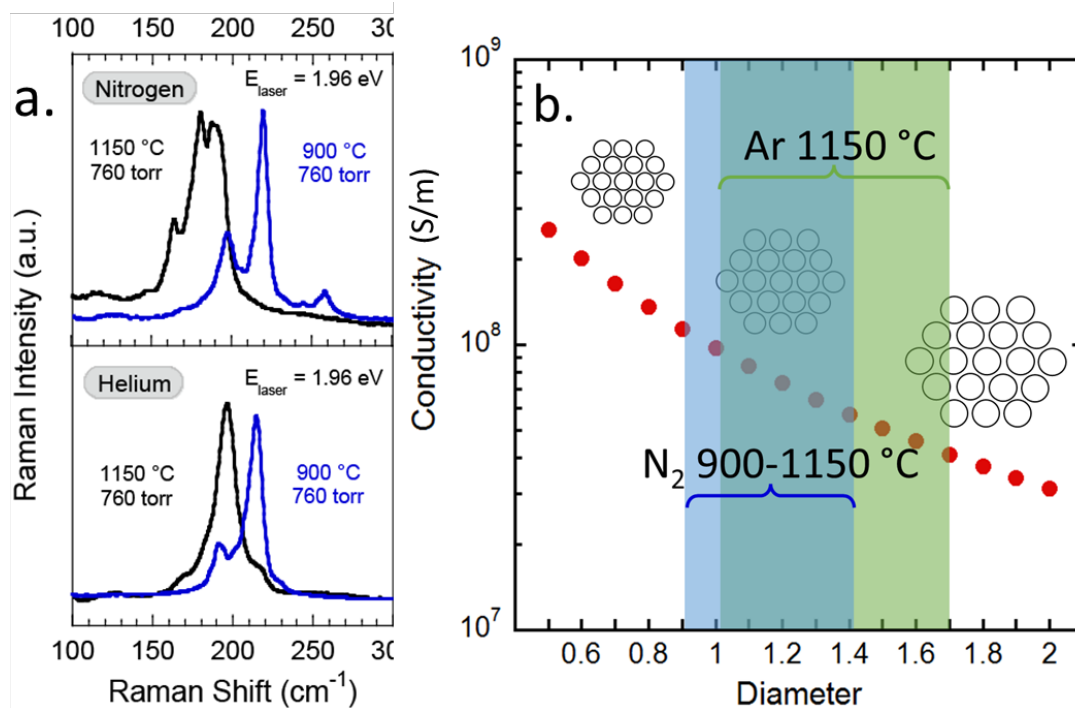 a.
100 150 200 250 30
Nitrogen
E_laser = 1.96 eV
1150 °C
760 torr
900 °C
760 torr
Helium
E_laser = 1.96 eV
1150 °C
760 torr
900 °C
760 torr
100 150 200 250 30
Raman Shift (cm⁻¹)
Raman Intensity (a.u.)
b.
Ar 1150 °C
N₂ 900-1150 °C
10⁹
10⁸
10⁷
Conductivity (S/m)
0.6 0.8 1 1.2 1.4 1.6 1.8 2
Diameter